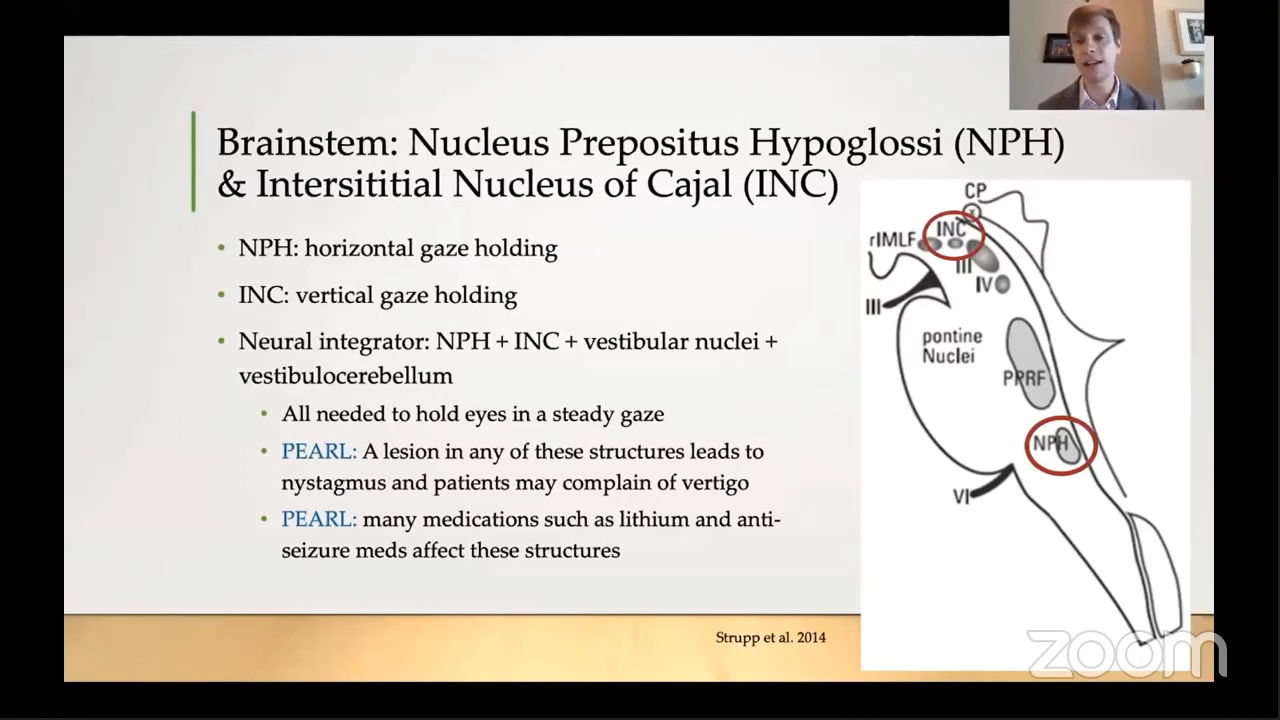 Brainstem: Nucleus Prepositus Hypoglossi (NPH)
& Intersititial Nucleus of Cajal (INC)
• NPH: horizontal gaze holding
• INC: vertical gaze holding
• Neural integrator: NPH + INC + vestibular nuclei +
vestibulocerebellum
• All needed to hold eyes in a steady gaze
• PEARL: A lesion in any of these structures leads to
nystagmus and patients may complain of vertigo
• PEARL: many medications such as lithium and anti-
seizure meds affect these structures
Strupp et al. 2014
CP
INC
rIMLF
III
IV
III
pontine
Nuclei
PPRF
NPH
VI
zoom